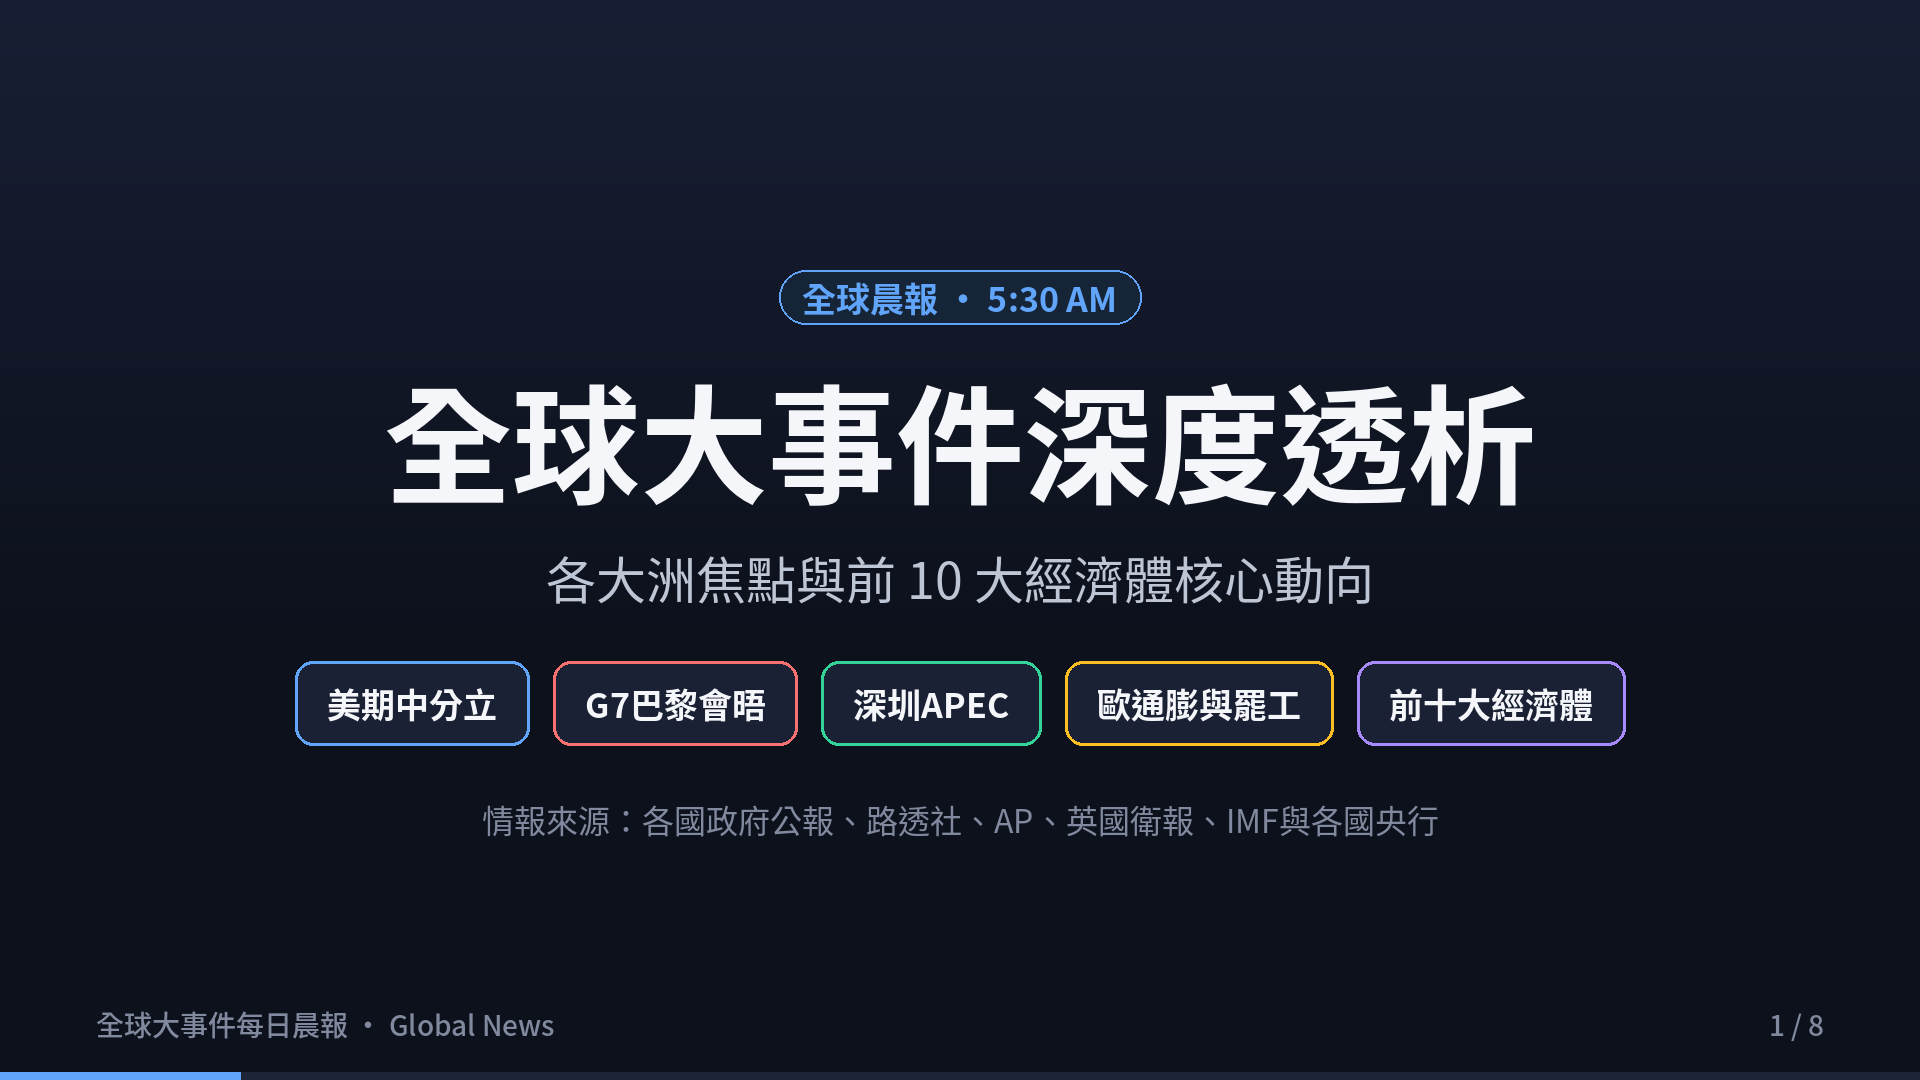 全球晨報 • 5:30 AM
全球大事件深度透析
各大洲焦點與前 10 大經濟體核心動向
美期中分立
G7巴黎會晤
深圳APEC
歐通膨與罷工
前十大經濟體
情報來源：各國政府公報、路透社、AP、英國衛報、IMF與各國央行
全球大事件每日晨報 • Global News
1 / 8